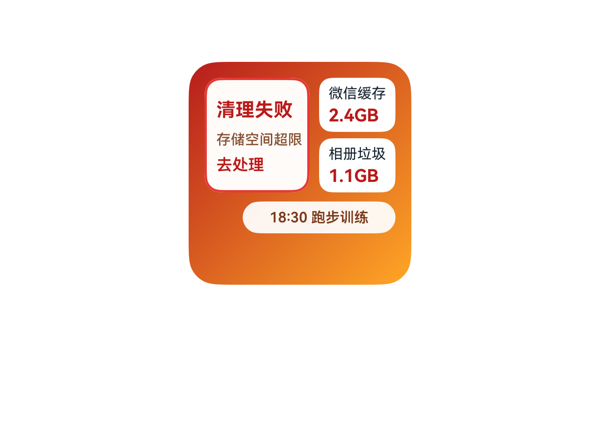 清理失败
存储空间超限
去处理
微信缓存
2.4GB
相册垃圾
1.1GB
18:30 跑步训练